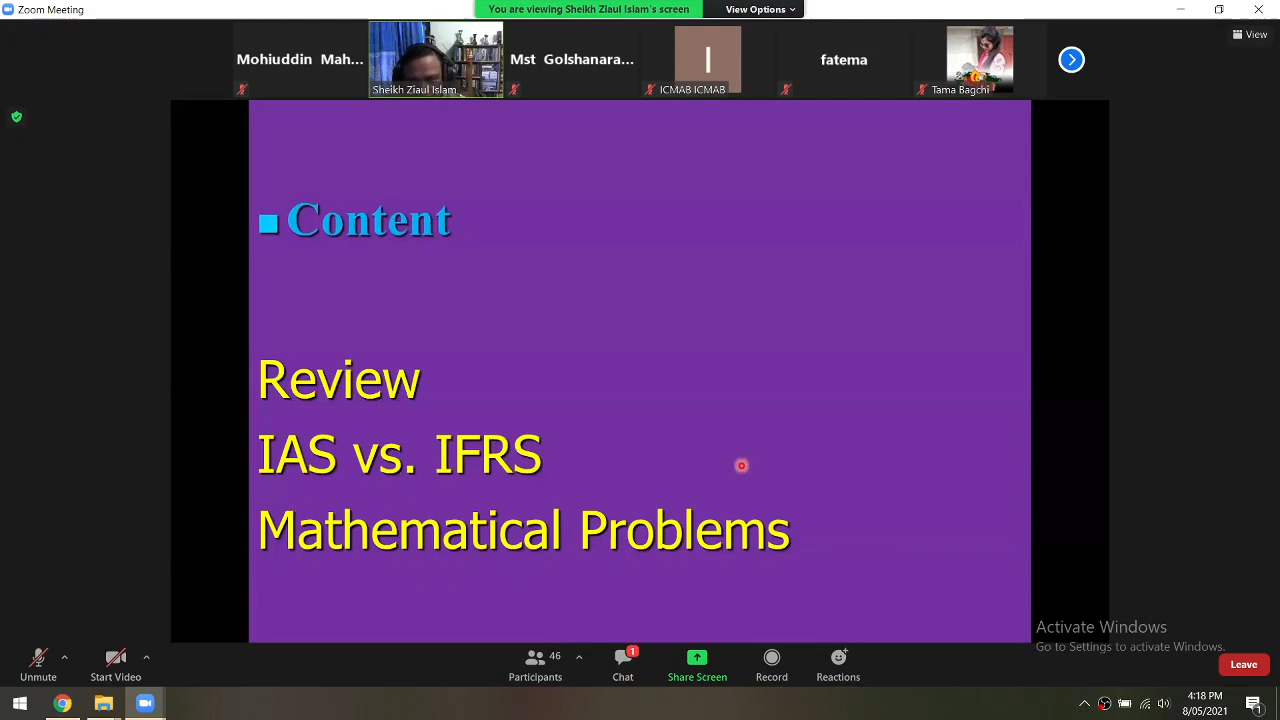 Zoom Meeting
You are viewing Sheikh Ziaul Islam's screen
View Options
View
Mohiuddin Mah...
Sheikh Ziaul Islam
Mst Golshanara...
I
ICMAB ICMAB
fatema
Tama Bagchi
Content
Review
IAS vs. IFRS
Mathematical Problems
Activate Windows
Go to Settings to activate Windows.
Unmute
Start Video
46
Participants
1
Chat
Share Screen
Record
Reactions
Leave
4:18 PM
8/05/2021
1